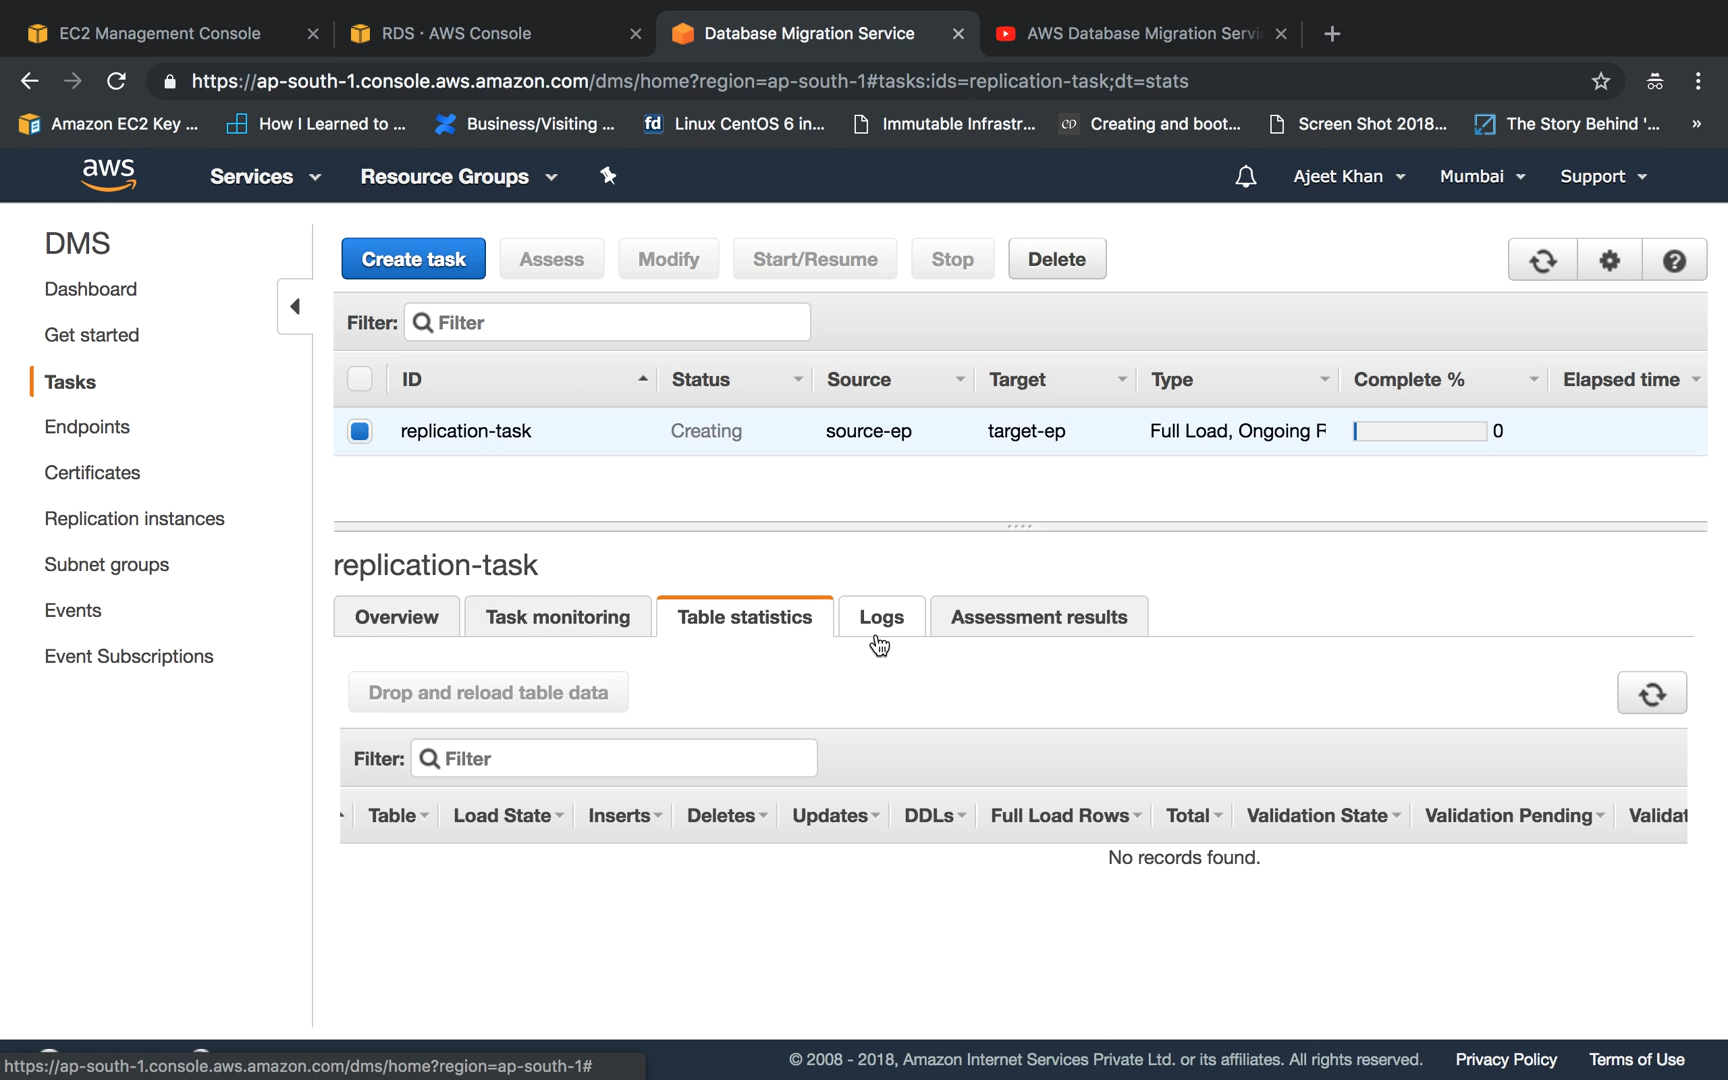 EC2 Management Console
RDS · AWS Console
Database Migration Service
AWS Database Migration Servi
https://ap-south-1.console.aws.amazon.com/dms/home?region=ap-south-1#tasks:ids=replication-task;dt=stats
Amazon EC2 Key ...
How I Learned to ...
Business/Visiting ...
fd Linux CentOS 6 in...
Immutable Infrastr...
CD Creating and boot...
Screen Shot 2018...
The Story Behind '...
»
aws Services Resource Groups Ajeet Khan Mumbai Support
DMS
Dashboard
Get started
Tasks
Endpoints
Certificates
Replication instances
Subnet groups
Events
Event Subscriptions
Create task Assess Modify Start/Resume Stop Delete
Filter: Filter
ID Status Source Target Type Complete % Elapsed time
replication-task Creating source-ep target-ep Full Load, Ongoing R 0
replication-task
Overview Task monitoring Table statistics Logs Assessment results
Drop and reload table data
Filter: Filter
Table Load State Inserts Deletes Updates DDLs Full Load Rows Total Validation State Validation Pending Validat
No records found.
https://ap-south-1.console.aws.amazon.com/dms/home?region=ap-south-1#
© 2008 - 2018, Amazon Internet Services Private Ltd. or its affiliates. All rights reserved. Privacy Policy Terms of Use